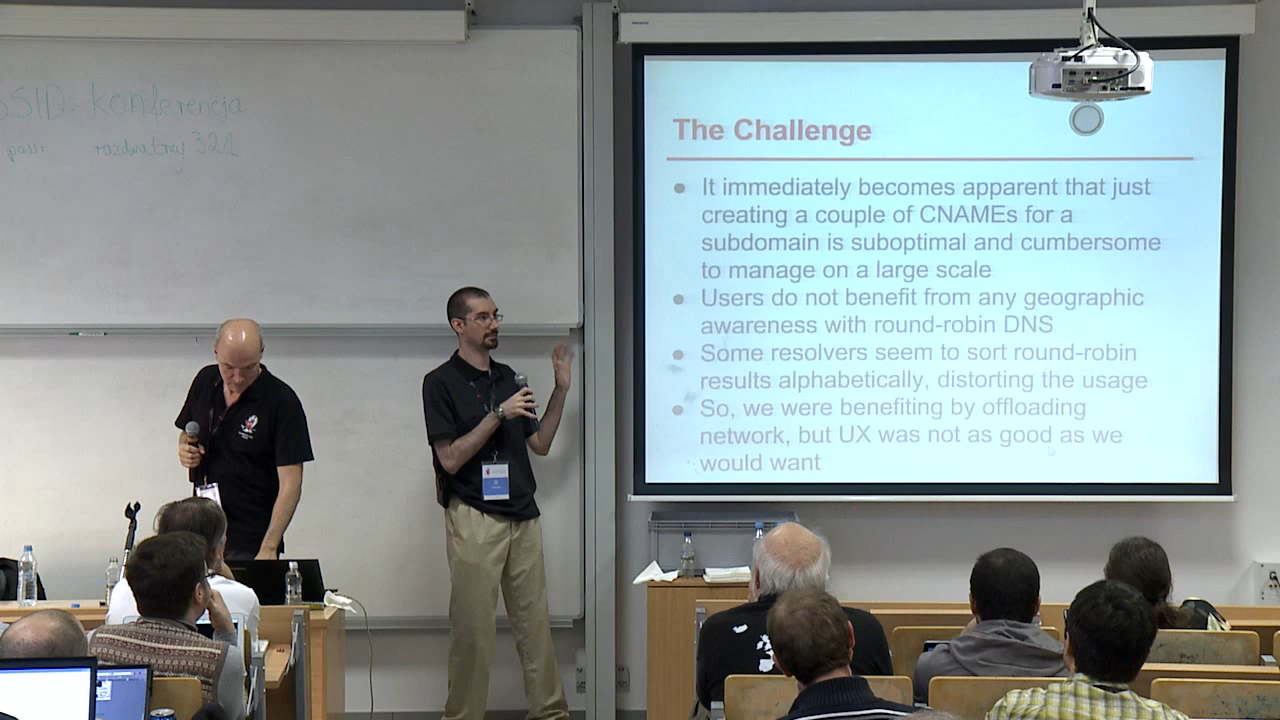 SSID: konferencja
pass: razdwatrzy 321
The Challenge
• It immediately becomes apparent that just
creating a couple of CNAMEs for a
subdomain is suboptimal and cumbersome
to manage on a large scale
• Users do not benefit from any geographic
awareness with round-robin DNS
• Some resolvers seem to sort round-robin
results alphabetically, distorting the usage
• So, we were benefiting by offloading
network, but UX was not as good as we
would want